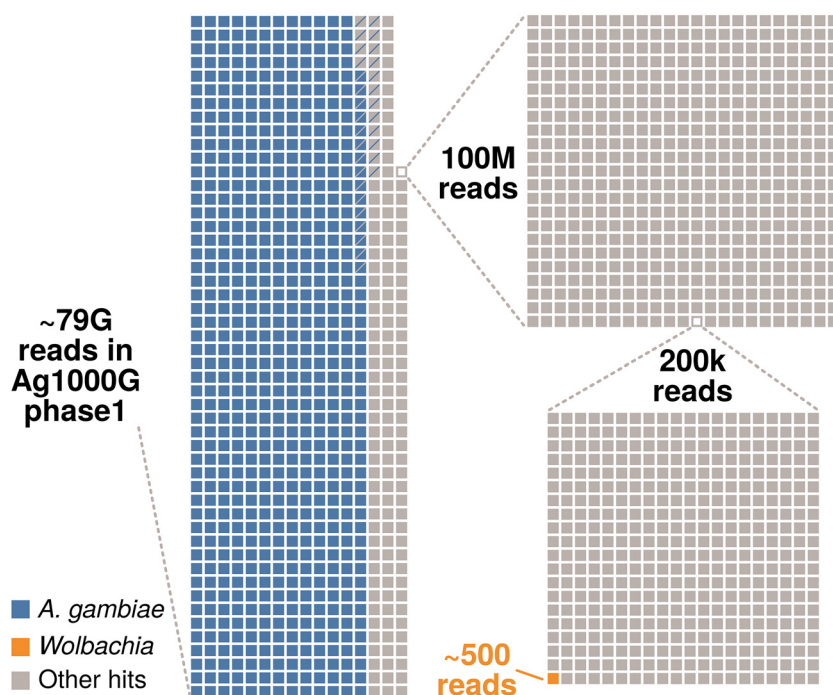 100M
reads
~79G
reads in
Ag1000G
phase1
200k
reads
A. gambiae
Wolbachia
Other hits
~500
reads